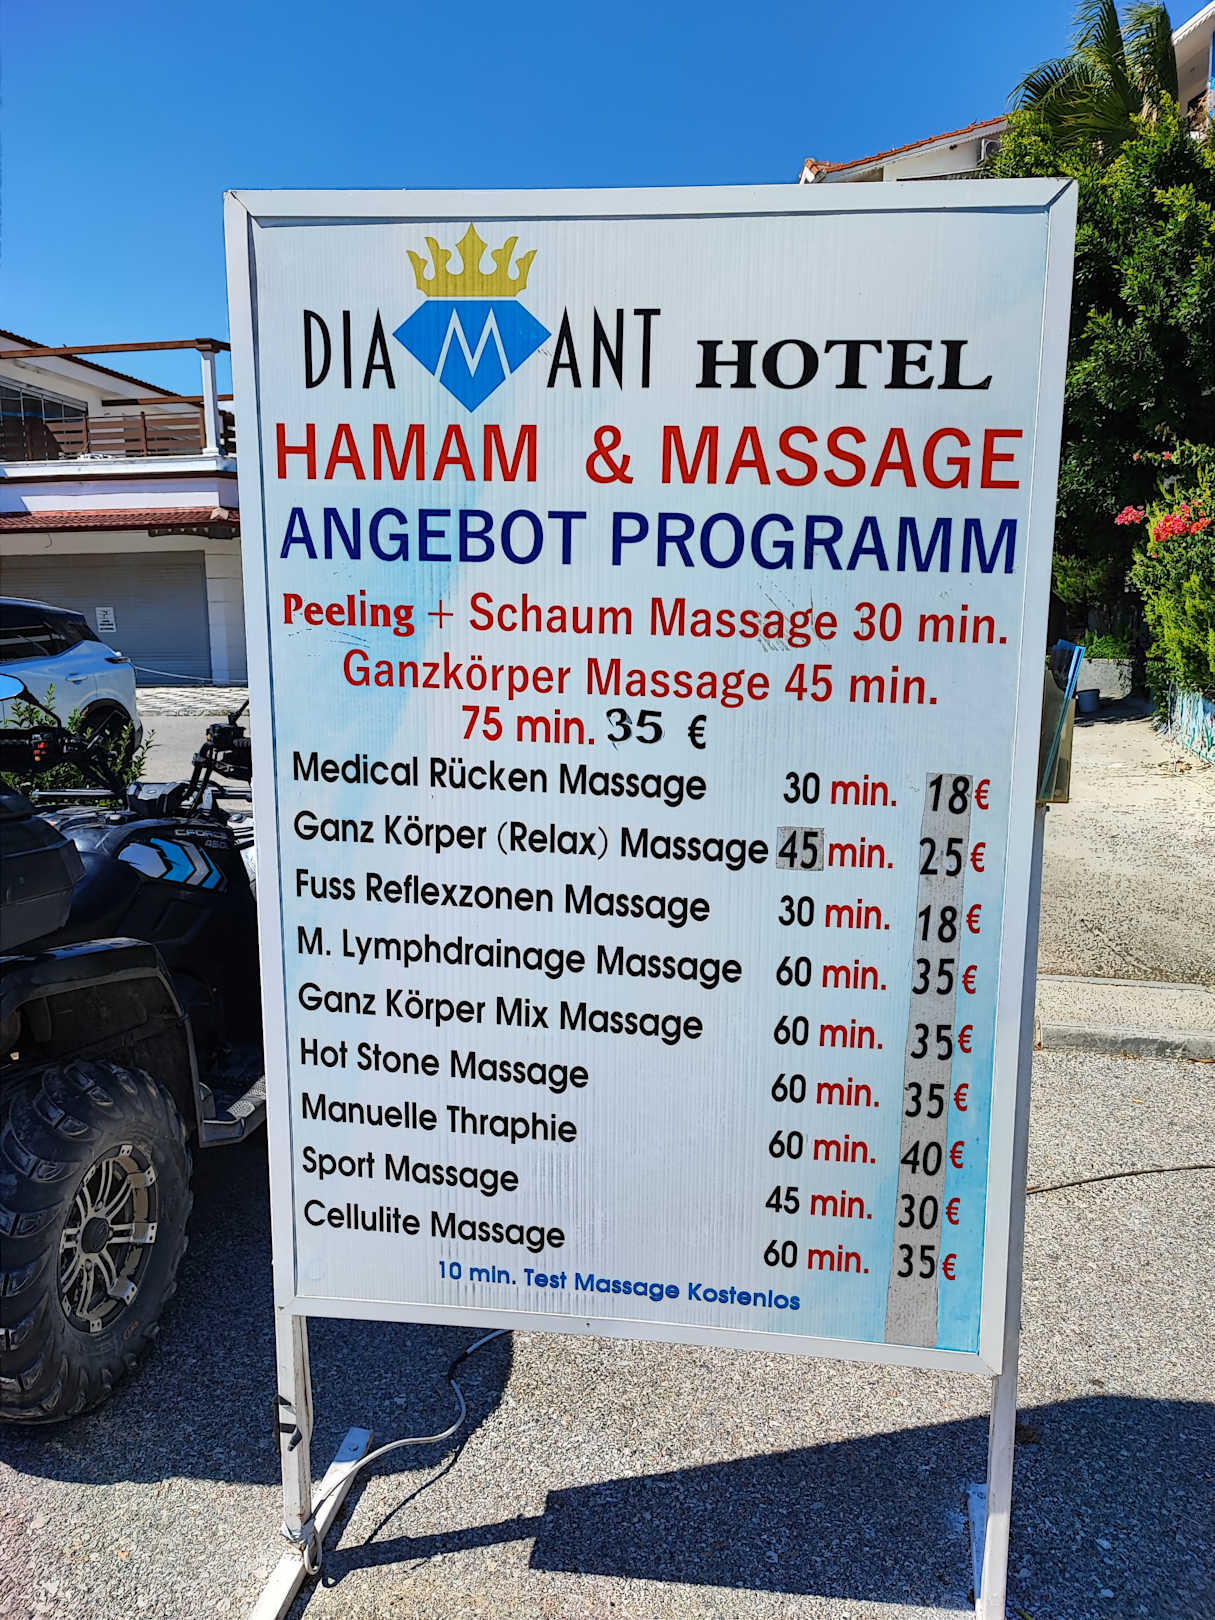 DIAMANT HOTEL
HAMAM & MASSAGE
ANGEBOT PROGRAMM
Peeling + Schaum Massage 30 min.
Ganzkörper Massage 45 min.
75 min. 35 €
Medical Rücken Massage 30 min. 18€
Ganz Körper (Relax) Massage 45 min. 25€
Fuss Reflexzonen Massage 30 min. 18€
M. Lymphdrainage Massage 60 min. 35€
Ganz Körper Mix Massage 60 min. 35€
Hot Stone Massage 60 min. 35€
Manuelle Thraphie 60 min. 40€
Sport Massage 45 min. 30€
Cellulite Massage 60 min. 35€
10 min. Test Massage Kostenlos